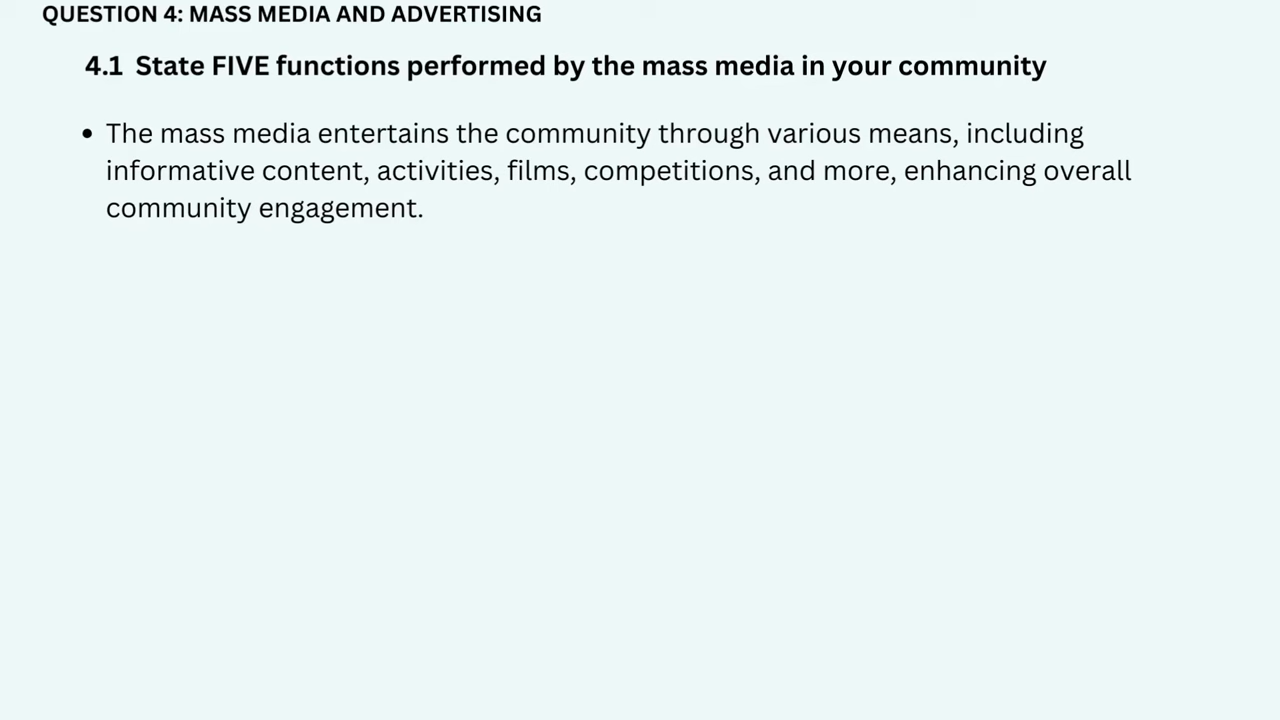 QUESTION 4: MASS MEDIA AND ADVERTISING
4.1 State FIVE functions performed by the mass media in your community
• The mass media entertains the community through various means, including
informative content, activities, films, competitions, and more, enhancing overall
community engagement.